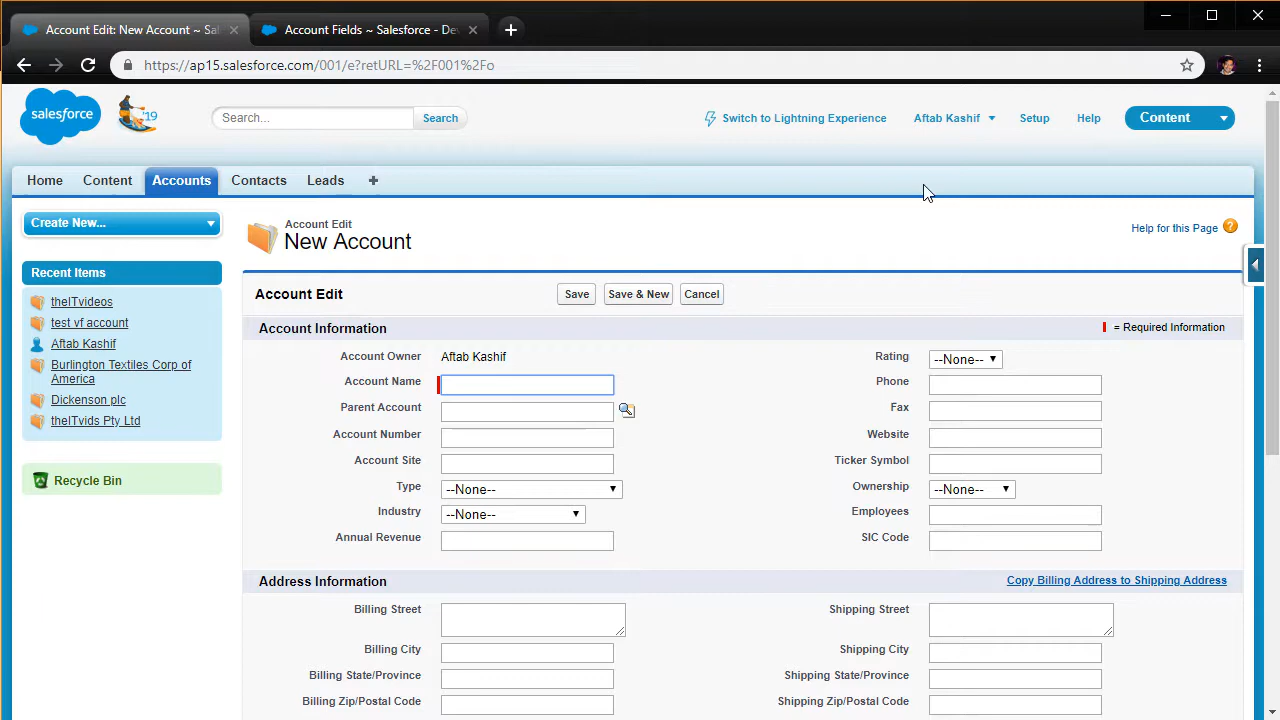 Account Edit: New Account ~ Sal
Account Fields ~ Salesforce - Dev
https://ap15.salesforce.com/001/e?retURL=%2F001%2Fo
salesforce
'19
Search...
Search
Switch to Lightning Experience
Aftab Kashif
Setup
Help
Content
Home
Content
Accounts
Contacts
Leads
Create New...
Recent Items
theITvideos
test vf account
Aftab Kashif
Burlington Textiles Corp of
America
Dickenson plc
theITvids Pty Ltd
Recycle Bin
Account Edit
New Account
Help for this Page
Account Edit
Save
Save & New
Cancel
Account Information
= Required Information
Account Owner
Aftab Kashif
Rating
--None--
Account Name
Phone
Parent Account
Fax
Account Number
Website
Account Site
Ticker Symbol
Type
--None--
Ownership
--None--
Industry
--None--
Employees
Annual Revenue
SIC Code
Address Information
Copy Billing Address to Shipping Address
Billing Street
Shipping Street
Billing City
Shipping City
Billing State/Province
Shipping State/Province
Billing Zip/Postal Code
Shipping Zip/Postal Code